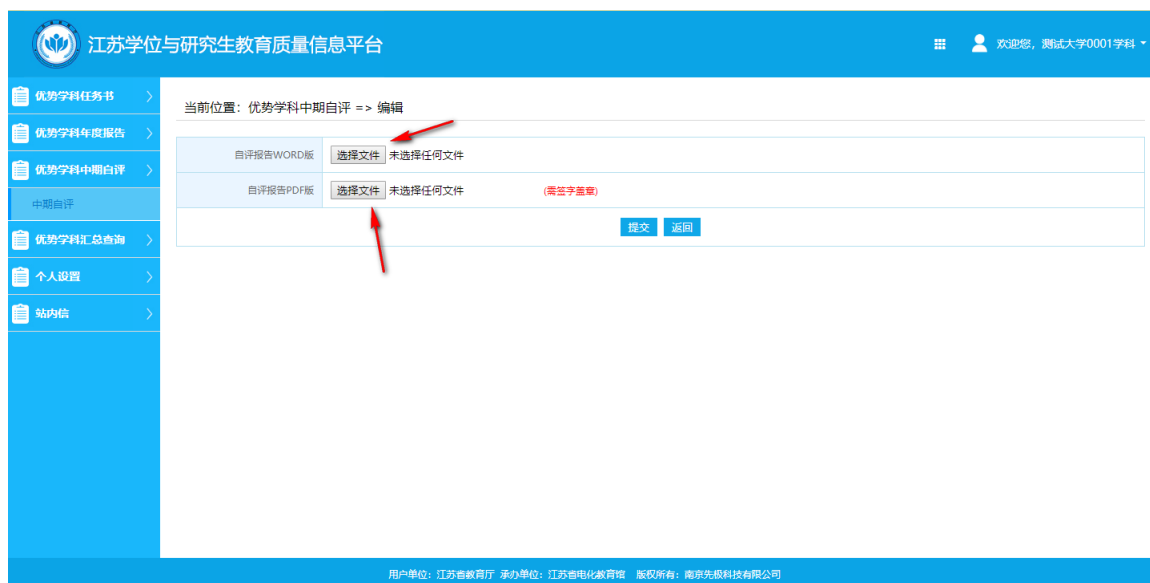 江苏学位与研究生教育质量信息平台
欢迎您，测试大学0001学科
优势学科任务书
优势学科年度报告
优势学科中期自评
中期自评
优势学科汇总查询
个人设置
站内信
当前位置：优势学科中期自评 => 编辑
自评报告WORD版 选择文件 未选择任何文件
自评报告PDF版 选择文件 未选择任何文件 (需签字盖章)
提交 返回
用户单位：江苏省教育厅 承办单位：江苏省电化教育馆 版权所有：南京先极科技有限公司